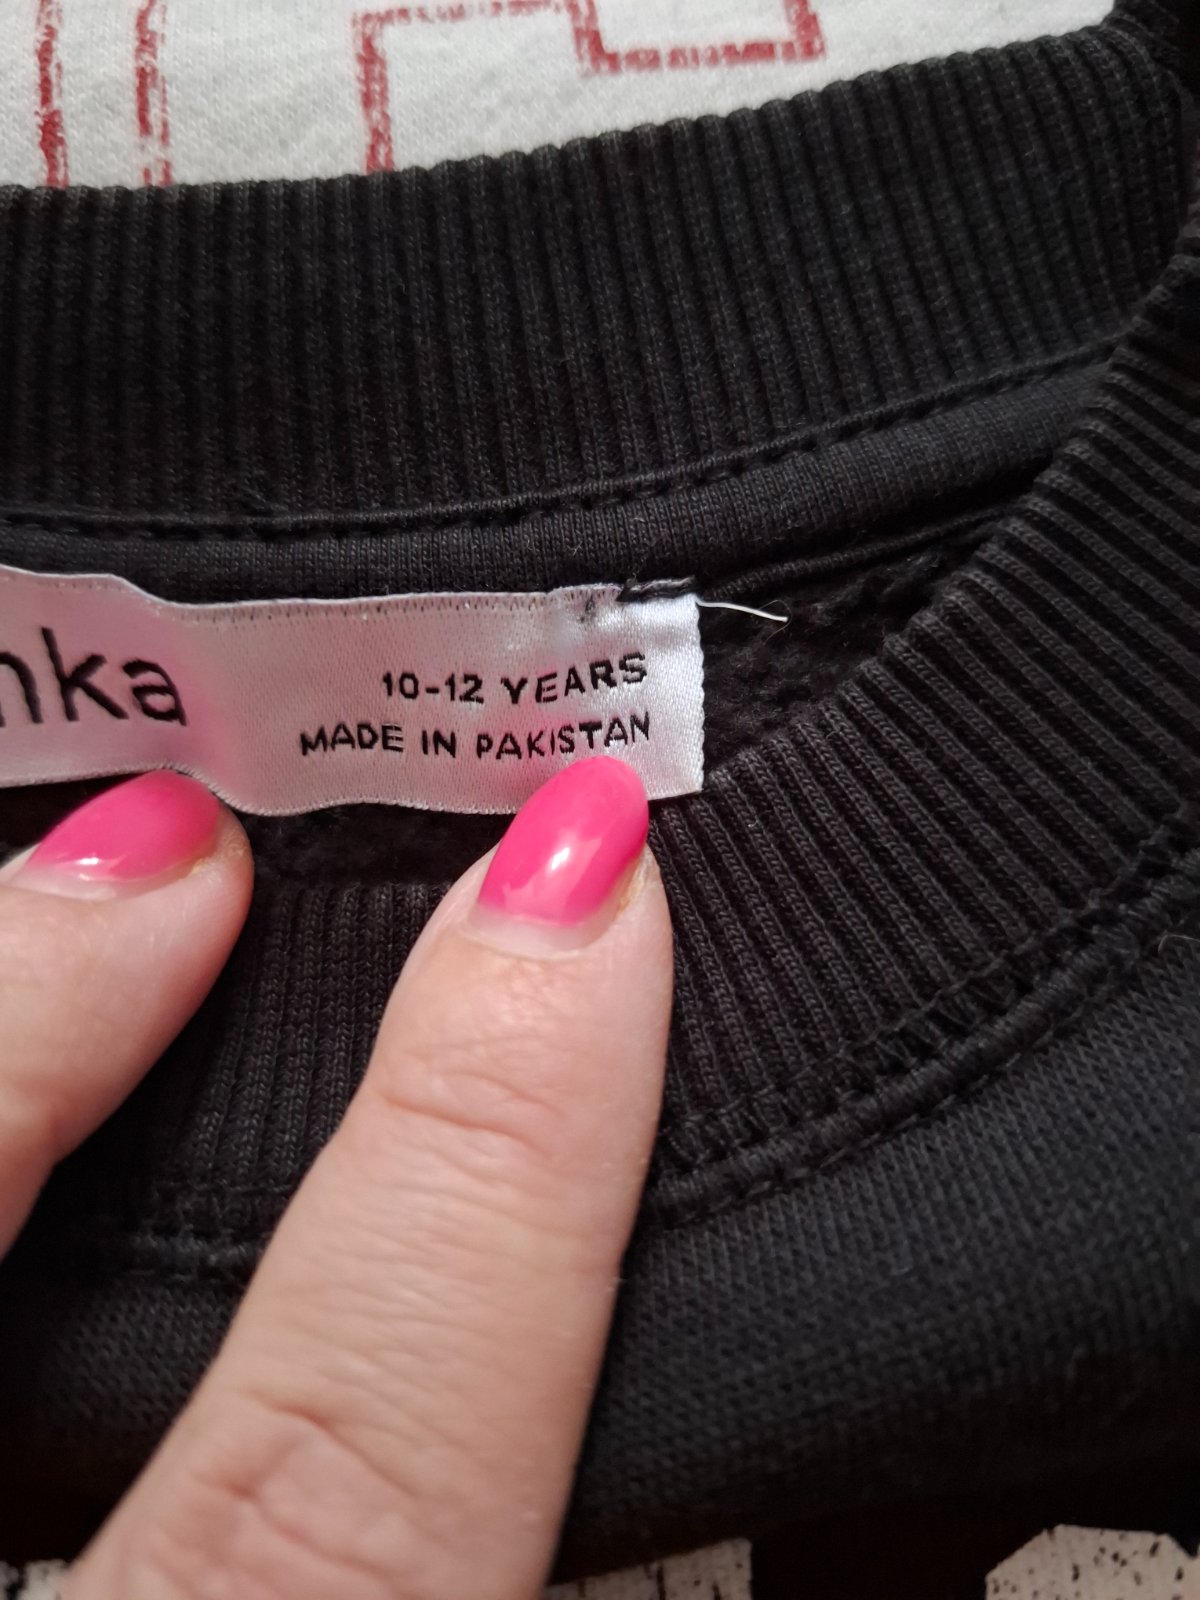 nka
10-12 YEARS
MADE IN PAKISTAN